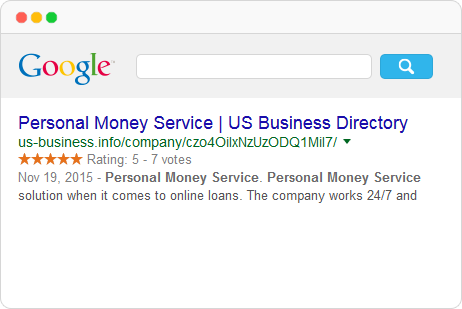 Google
Personal Money Service | US Business Directory
us-business.info/company/czo4OiIxNzUzODQ1MiI7/
Rating: 5 - 7 votes
Nov 19, 2015 - Personal Money Service. Personal Money Service
solution when it comes to online loans. The company works 24/7 and